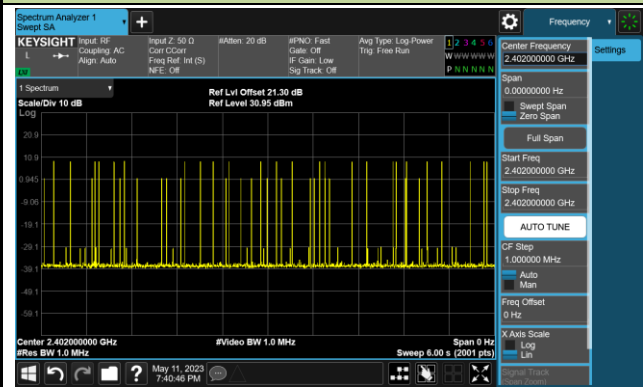 Spectrum Analyzer 1
Swept SA
Frequency
KEYSIGHT
L
Input: RF
Coupling: AC
Align: Auto
Input Z: 50 Ω
Corr CCorr
Freq Ref: Int (S)
NFE: Off
#Atten: 20 dB
#PNO: Fast
Gate: Off
IF Gain: Low
Sig Track: Off
Avg Type: Log-Power
Trig: Free Run
1 2 3 4 5 6
W W W W W W
P N N N N N
Center Frequency
2.402000000 GHz
Settings
Span
0.00000000 Hz
Swept Span
Zero Span
Full Span
Start Freq
2.402000000 GHz
Stop Freq
2.402000000 GHz
AUTO TUNE
CF Step
1.000000 MHz
Auto
Man
Freq Offset
0 Hz
X Axis Scale
Log
Lin
Signal Track
(Span Zoom)
1 Spectrum
Scale/Div 10 dB
Ref Lvl Offset 21.30 dB
Ref Level 30.95 dBm
Log
20.9
10.9
0.945
-9.06
-19.1
-29.1
-39.1
-49.1
-59.1
Center 2.402000000 GHz
#Res BW 1.0 MHz
#Video BW 1.0 MHz
Span 0 Hz
Sweep 6.00 s (2001 pts)
May 11, 2023
7:40:46 PM